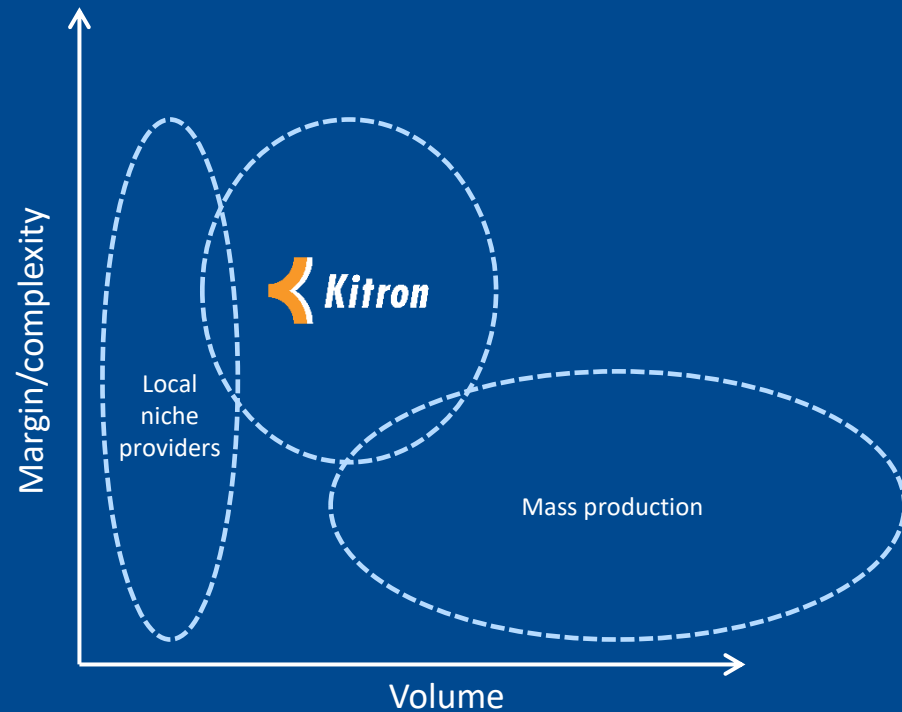 Margin/complexity
Kitron
Local
niche
providers
Mass production
Volume